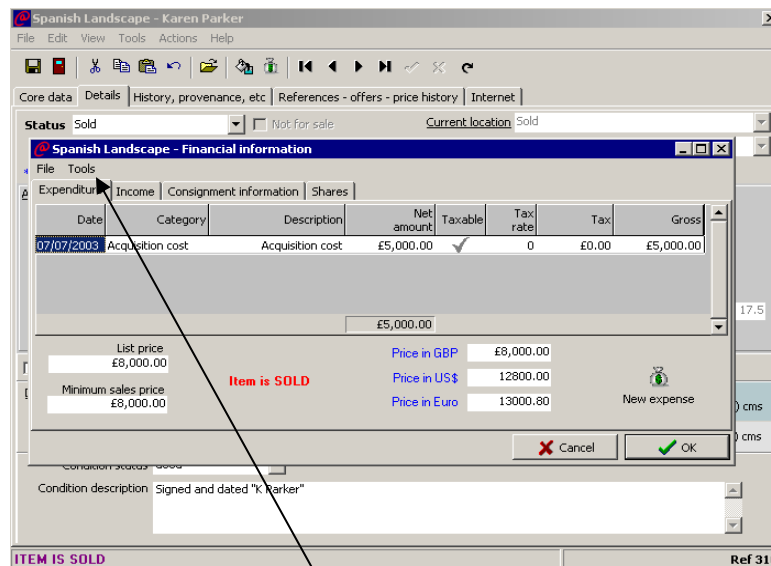 Spanish Landscape - Karen Parker
File Edit View Tools Actions Help
Core data Details History, provenance, etc References - offers - price history Internet
Status Sold Not for sale Current location Sold
Spanish Landscape - Financial information
File Tools
Expenditure Income Consignment information Shares
Date Category Description Net amount Taxable Tax rate Tax Gross
07/07/2003 Acquisition cost Acquisition cost £5,000.00 0 £0.00 £5,000.00
17.5
£5,000.00
List price Price in GBP £8,000.00
£8,000.00
Item is SOLD Price in US$ 12800.00
Minimum sales price
£8,000.00 Price in Euro 13000.80 New expense
) cms
) cms
Cancel OK
Condition status good
Condition description Signed and dated "K Parker"
ITEM IS SOLD Ref 31